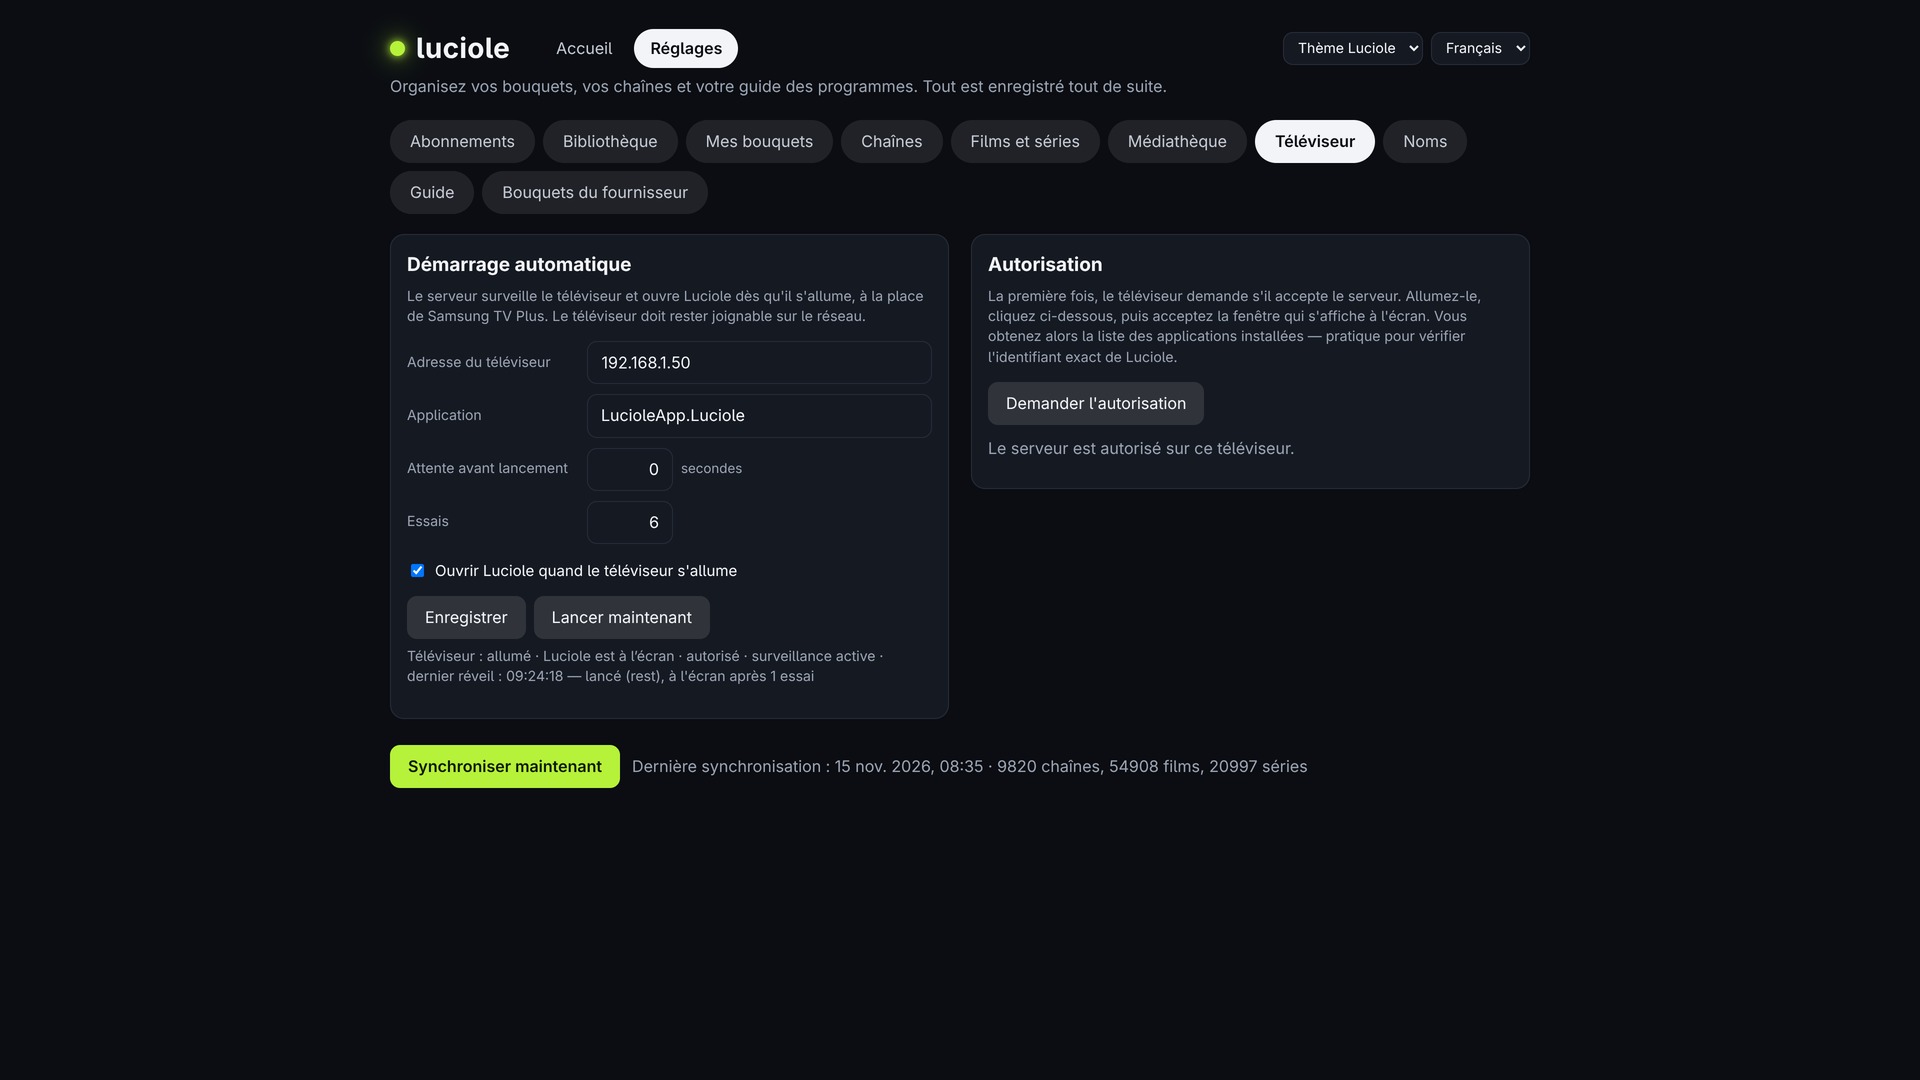 luciole
Accueil
Réglages
Thème Luciole
Français
Organisez vos bouquets, vos chaînes et votre guide des programmes. Tout est enregistré tout de suite.
Abonnements
Bibliothèque
Mes bouquets
Chaînes
Films et séries
Médiathèque
Téléviseur
Noms
Guide
Bouquets du fournisseur
Démarrage automatique
Le serveur surveille le téléviseur et ouvre Luciole dès qu'il s'allume, à la place
de Samsung TV Plus. Le téléviseur doit rester joignable sur le réseau.
Adresse du téléviseur
192.168.1.50
Application
LucioleApp.Luciole
Attente avant lancement
0
secondes
Essais
6
Ouvrir Luciole quand le téléviseur s'allume
Enregistrer
Lancer maintenant
Téléviseur : allumé · Luciole est à l’écran · autorisé · surveillance active ·
dernier réveil : 09:24:18 — lancé (rest), à l'écran après 1 essai
Autorisation
La première fois, le téléviseur demande s'il accepte le serveur. Allumez-le,
cliquez ci-dessous, puis acceptez la fenêtre qui s'affiche à l'écran. Vous
obtenez alors la liste des applications installées — pratique pour vérifier
l'identifiant exact de Luciole.
Demander l'autorisation
Le serveur est autorisé sur ce téléviseur.
Synchroniser maintenant
Dernière synchronisation : 15 nov. 2026, 08:35 · 9820 chaînes, 54908 films, 20997 séries